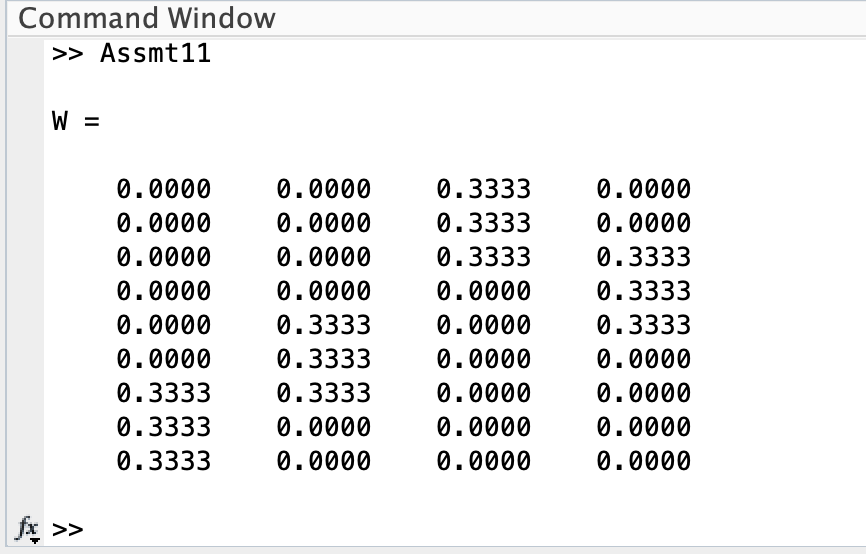 Command Window
>> Assmt11
W =
0.0000 0.0000 0.3333 0.0000
0.0000 0.0000 0.3333 0.0000
0.0000 0.0000 0.3333 0.3333
0.0000 0.0000 0.0000 0.3333
0.0000 0.3333 0.0000 0.3333
0.0000 0.3333 0.0000 0.0000
0.3333 0.3333 0.0000 0.0000
0.3333 0.0000 0.0000 0.0000
0.3333 0.0000 0.0000 0.0000
fx >>